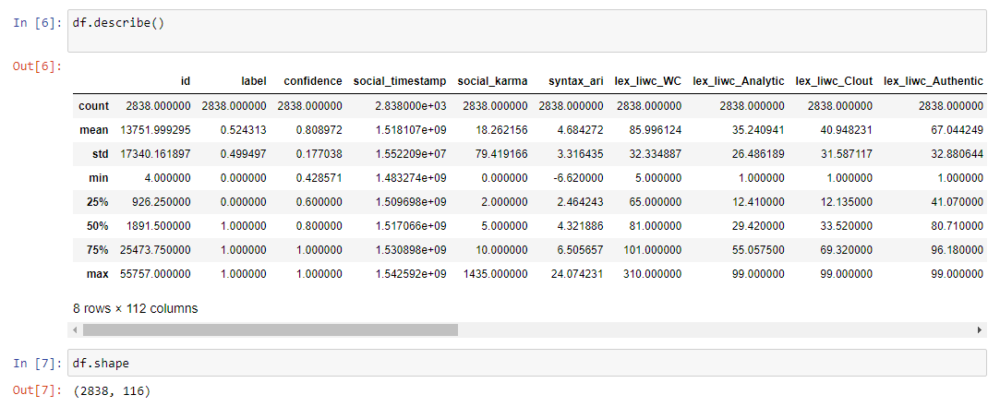 In [6]: df.describe()
Out[6]:
id label confidence social_timestamp social_karma syntax_ari lex_liwc_WC lex_liwc_Analytic lex_liwc_Clout lex_liwc_Authentic
count 2838.000000 2838.000000 2838.000000 2.838000e+03 2838.000000 2838.000000 2838.000000 2838.000000 2838.000000 2838.000000
mean 13751.999295 0.524313 0.808972 1.518107e+09 18.262156 4.684272 85.996124 35.240941 40.948231 67.044249
std 17340.161897 0.499497 0.177038 1.552209e+07 79.419166 3.316435 32.334887 26.486189 31.587117 32.880644
min 4.000000 0.000000 0.428571 1.483274e+09 0.000000 -6.620000 5.000000 1.000000 1.000000 1.000000
25% 926.250000 0.000000 0.600000 1.509698e+09 2.000000 2.464243 65.000000 12.410000 12.135000 41.070000
50% 1891.500000 1.000000 0.800000 1.517066e+09 5.000000 4.321886 81.000000 29.420000 33.520000 80.710000
75% 25473.750000 1.000000 1.000000 1.530898e+09 10.000000 6.505657 101.000000 55.057500 69.320000 96.180000
max 55757.000000 1.000000 1.000000 1.542592e+09 1435.000000 24.074231 310.000000 99.000000 99.000000 99.000000
8 rows × 112 columns
In [7]: df.shape
Out[7]: (2838, 116)